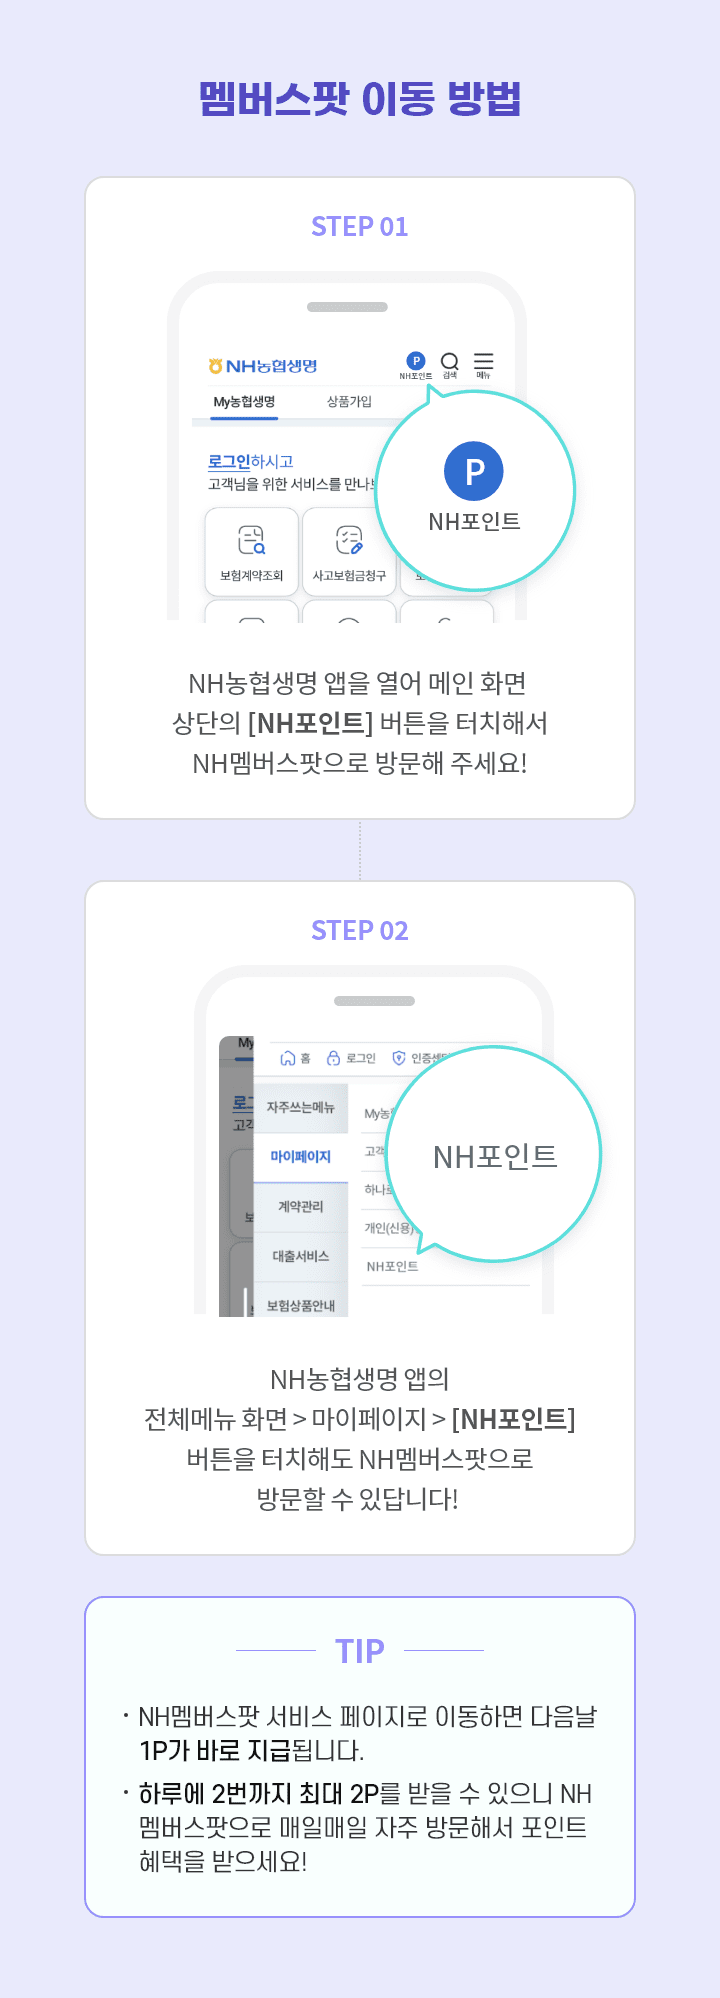 멤버스팟 이동 방법
STEP 01
NH농협생명
NH포인트 검색 메뉴
My농협생명 상품가입
로그인하시고
고객님을 위한 서비스를 만나
P
NH포인트
보험계약조회 사고보험금청구
NH농협생명 앱을 열어 메인 화면
상단의 [NH포인트] 버튼을 터치해서
NH멤버스팟으로 방문해 주세요!
STEP 02
My
홈 로그인 인증센터
로그
고객
자주쓰는메뉴 My농
마이페이지 고객
계약관리 하나로
대출서비스 개인(신용)
NH포인트
보험상품안내
NH포인트
NH농협생명 앱의
전체메뉴 화면 > 마이페이지 > [NH포인트]
버튼을 터치해도 NH멤버스팟으로
방문할 수 있답니다!
TIP
· NH멤버스팟 서비스 페이지로 이동하면 다음날
1P가 바로 지급됩니다.
· 하루에 2번까지 최대 2P를 받을 수 있으니 NH
멤버스팟으로 매일매일 자주 방문해서 포인트
혜택을 받으세요!